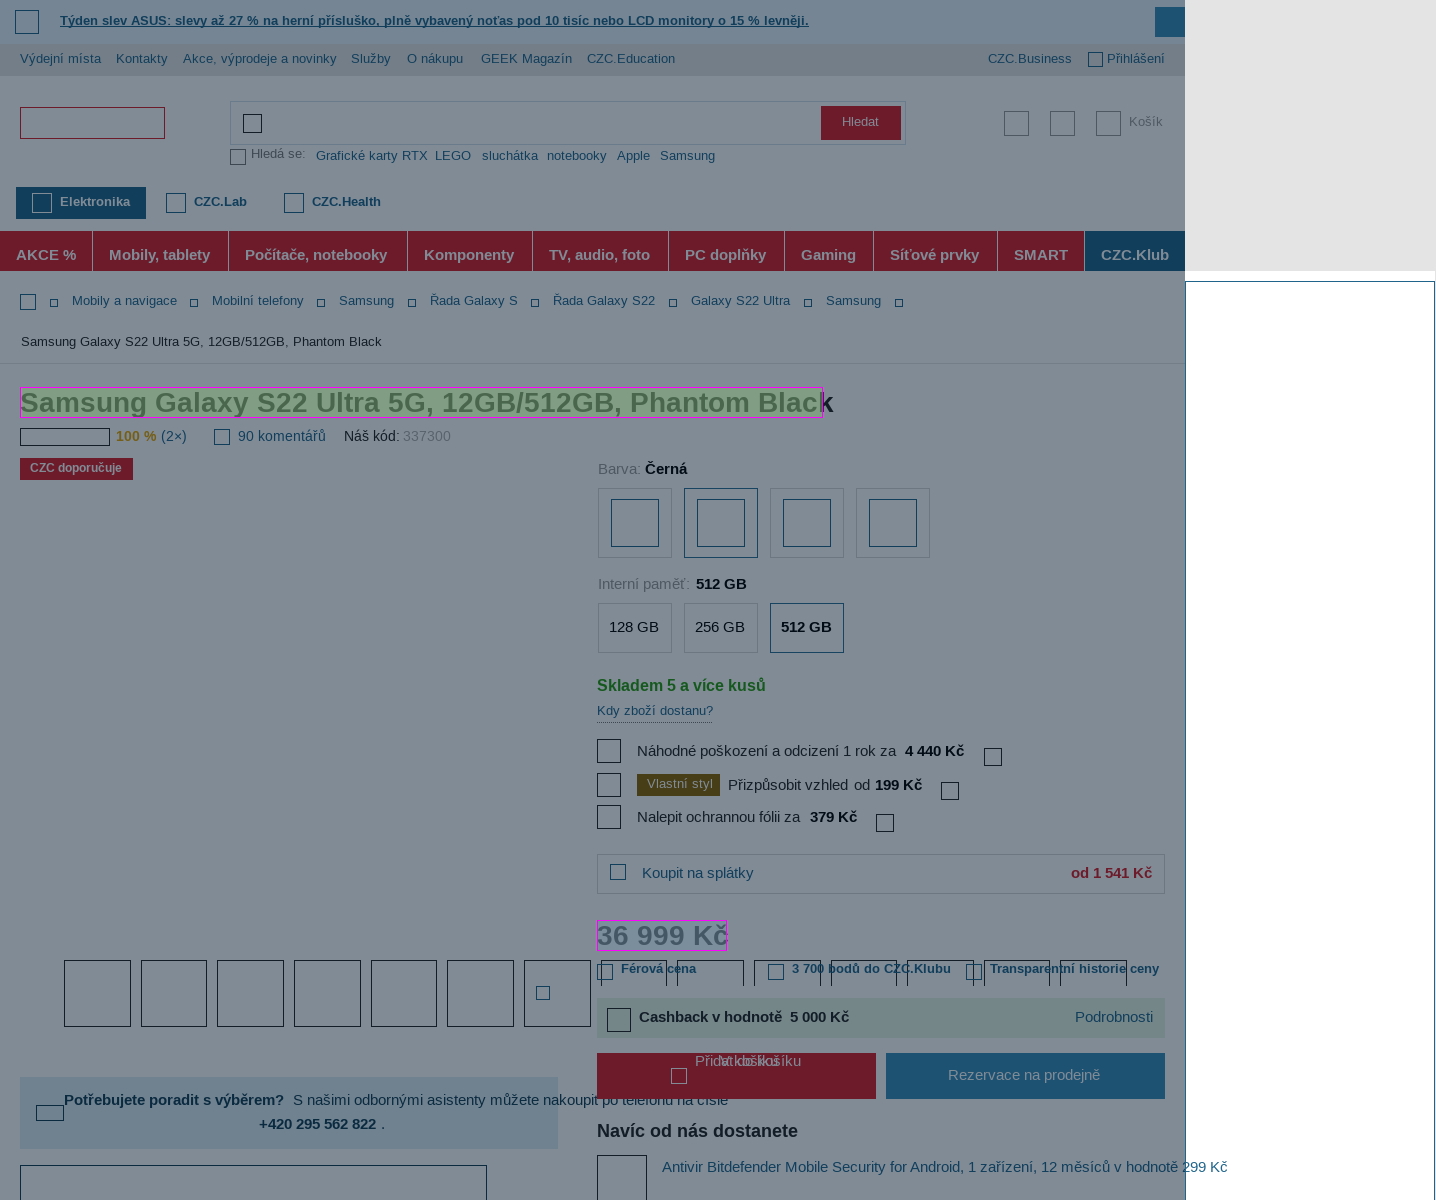 Týden slev ASUS: slevy až 27 % na herní přísluško, plně vybavený noťas pod 10 tisíc nebo LCD monitory o 15 % levněji.
Výdejní místa Kontakty Akce, výprodeje a novinky Služby O nákupu GEEK Magazín CZC.Education CZC.Business Přihlášení
Hledat Košík
Hledá se: Grafické karty RTX LEGO sluchátka notebooky Apple Samsung
Elektronika CZC.Lab CZC.Health
AKCE % Mobily, tablety Počítače, notebooky Komponenty TV, audio, foto PC doplňky Gaming Síťové prvky SMART CZC.Klub
Mobily a navigace Mobilní telefony Samsung Řada Galaxy S Řada Galaxy S22 Galaxy S22 Ultra Samsung
Samsung Galaxy S22 Ultra 5G, 12GB/512GB, Phantom Black
Samsung Galaxy S22 Ultra 5G, 12GB/512GB, Phantom Black
100 % (2×) 90 komentářů Náš kód: 337300
CZC doporučuje
Barva: Černá
Interní paměť: 512 GB
128 GB 256 GB 512 GB
Skladem 5 a více kusů
Kdy zboží dostanu?
Náhodné poškození a odcizení 1 rok za 4 440 Kč
Vlastní styl Přizpůsobit vzhled od 199 Kč
Nalepit ochrannou fólii za 379 Kč
Koupit na splátky od 1 541 Kč
36 999 Kč
Férová cena 3 700 bodů do CZC.Klubu Transparentní historie ceny
Cashback v hodnotě 5 000 Kč Podrobnosti
Přidat do košíku V košíku
Rezervace na prodejně
Potřebujete poradit s výběrem? S našimi odbornými asistenty můžete nakoupit po telefonu na čísle
+420 295 562 822 .
Navíc od nás dostanete
Antivir Bitdefender Mobile Security for Android, 1 zařízení, 12 měsíců v hodnotě 299 Kč